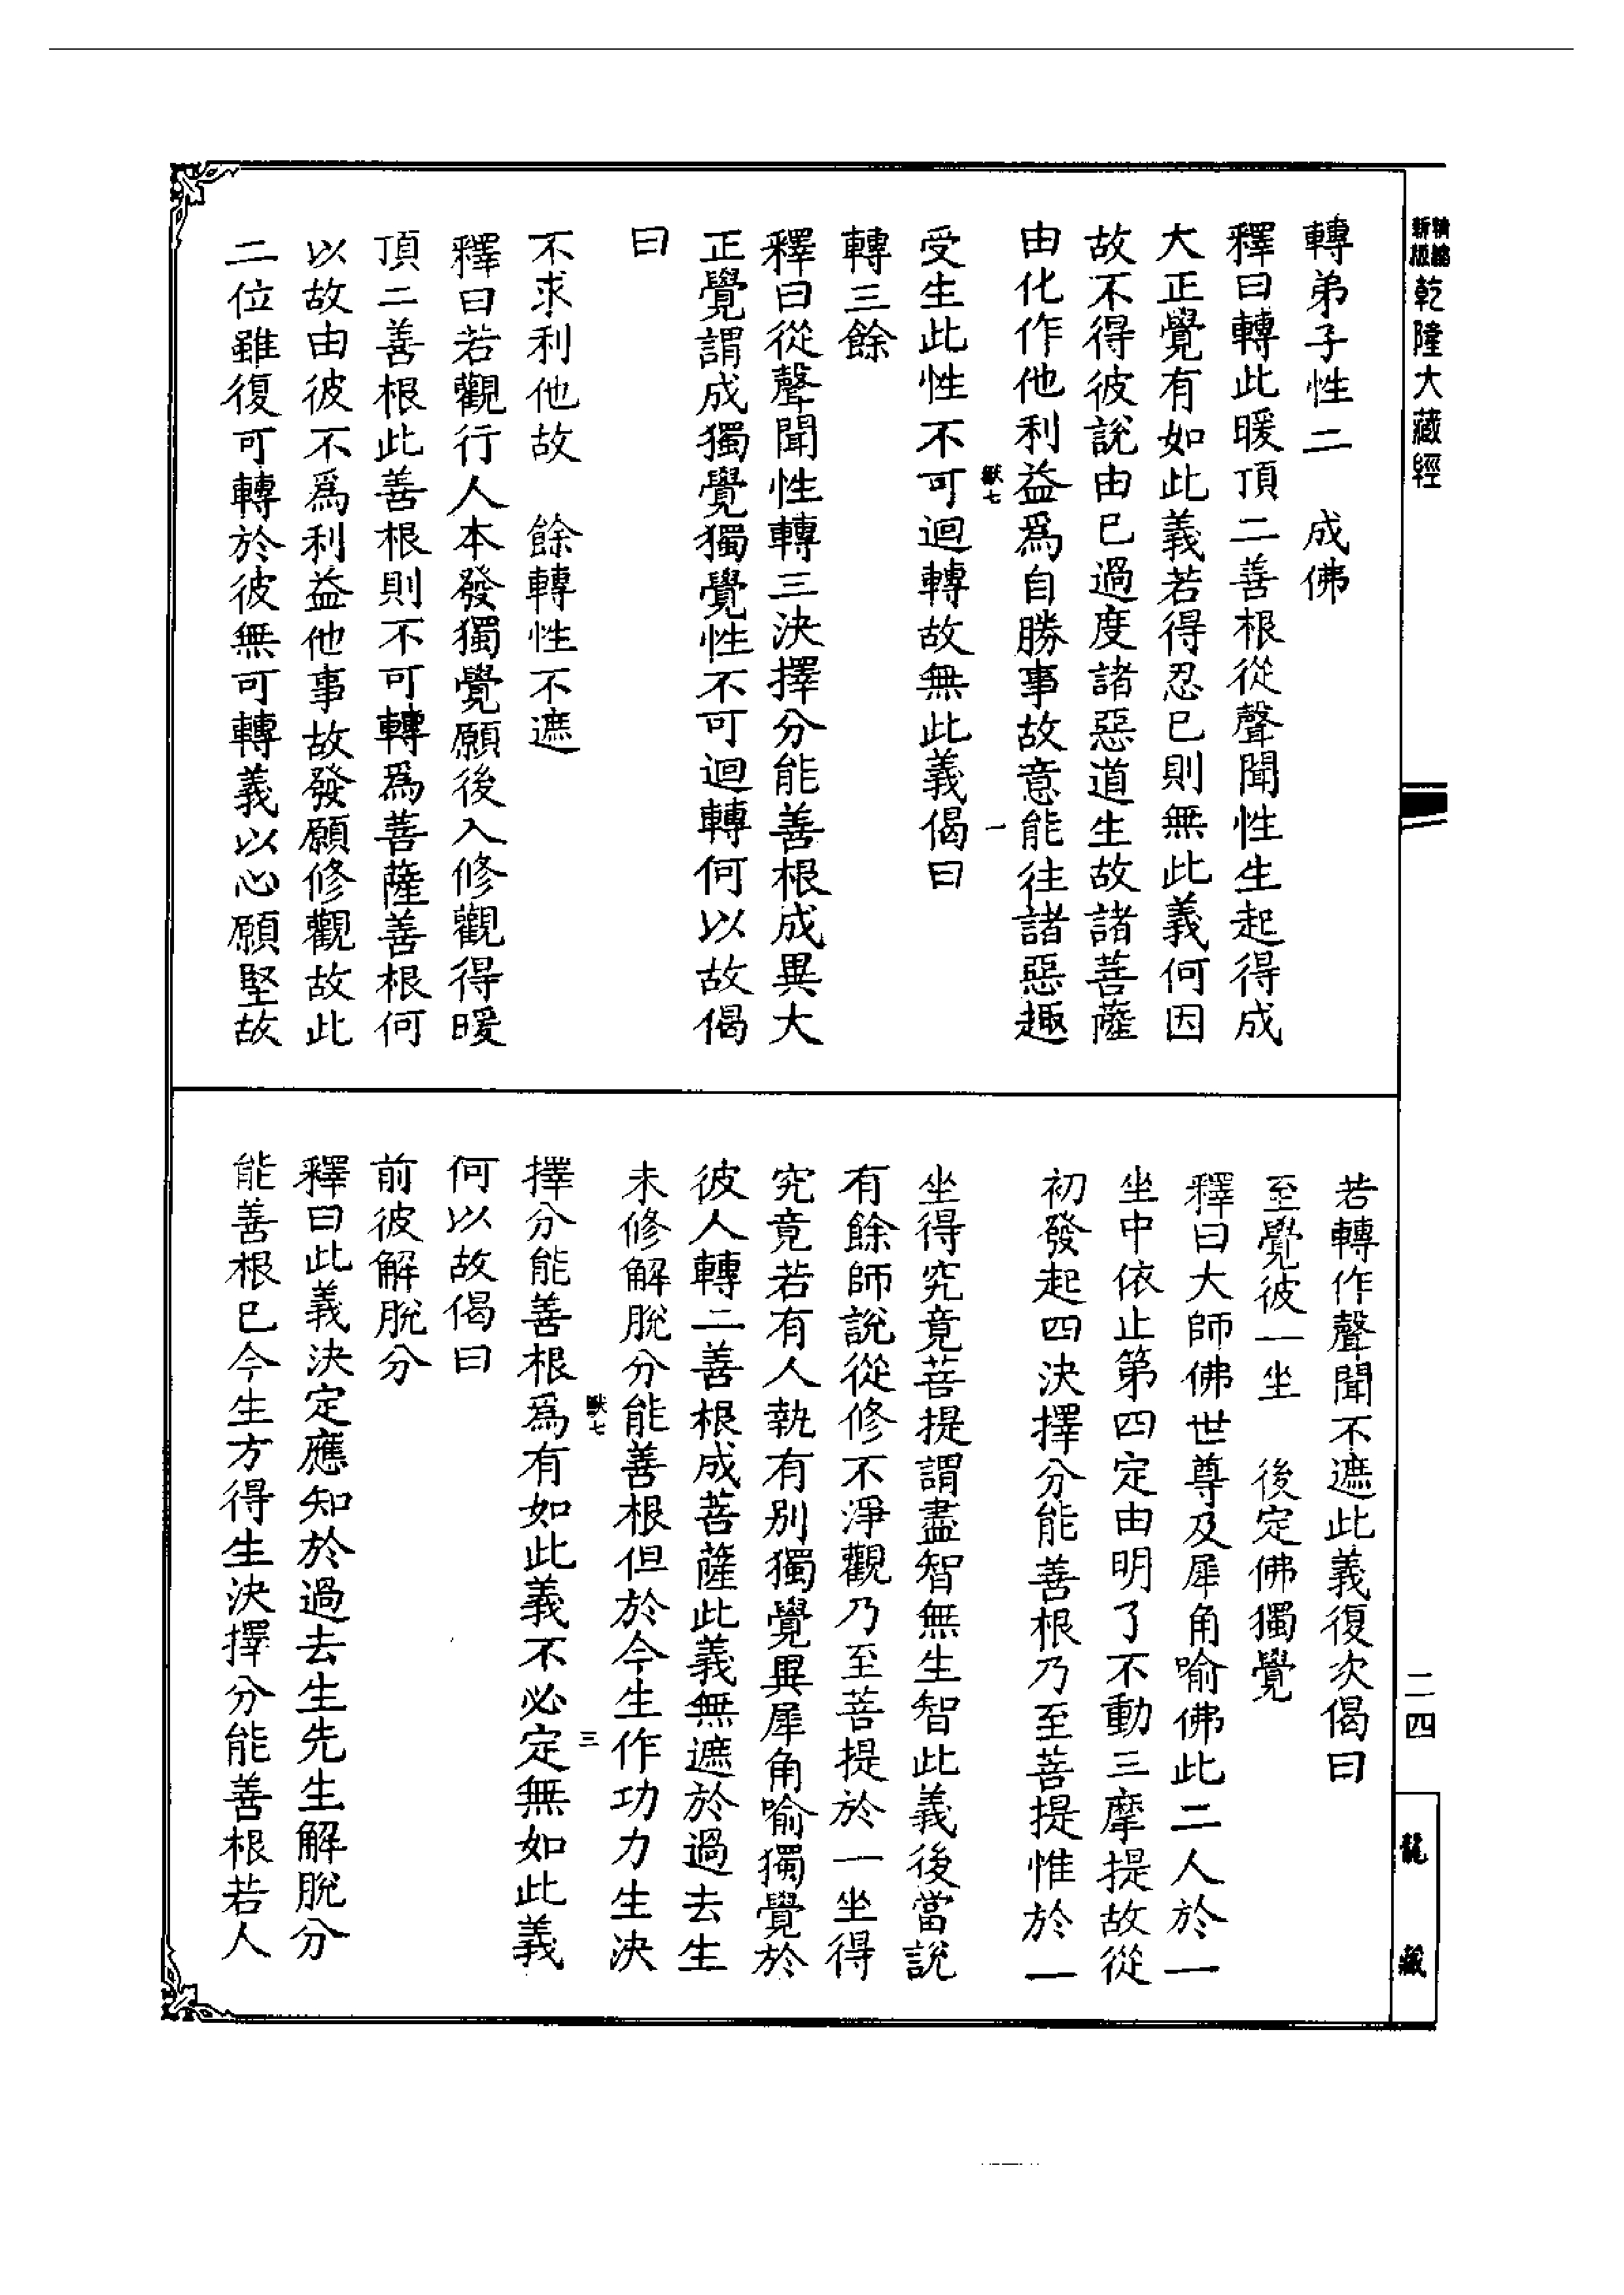 精縮
新版
乾隆大藏經
轉弟子性二　成佛
釋曰轉此暖頂二善根從聲聞性生起得成
大正覺有如此義若得忍已則無此義何因
故不得彼說由已過度諸惡道生故諸菩薩
由化作他利益爲自勝事故意能往諸惡趣
獸七
一
受生此性不可迴轉故無此義偈曰
轉三餘
釋曰從聲聞性轉三決擇分能善根成異大
正覺謂成獨覺獨覺性不可迴轉何以故偈
曰
不求利他故　餘轉性不遮
釋曰若觀行人本發獨覺願後入修觀得暖
頂二善根此善根則不可轉爲菩薩善根何
以故由彼不爲利益他事故發願修觀故此
二位雖復可轉於彼無可轉義以心願堅故
若轉作聲聞不遮此義復次偈曰
至覺彼一坐　後定佛獨覺
釋曰大師佛世尊及犀角喻佛此二人於一
坐中依止第四定由明了不動三摩提故從
初發起四決擇分能善根乃至菩提惟於一
坐得究竟菩提謂盡智無生智此義後當說
有餘師說從修不淨觀乃至菩提於一坐得
究竟若有人執有別獨覺異犀角喻獨覺於
彼人轉二善根成菩薩此義無遮於過去生
未修解脫分能善根但於今生作功力生決
獸七
三
擇分能善根爲有如此義不必定無如此義
何以故偈曰
前彼解脫分
釋曰此義決定應知於過去生先生解脫分
能善根已今生方得生決擇分能善根若人
二四
龍藏